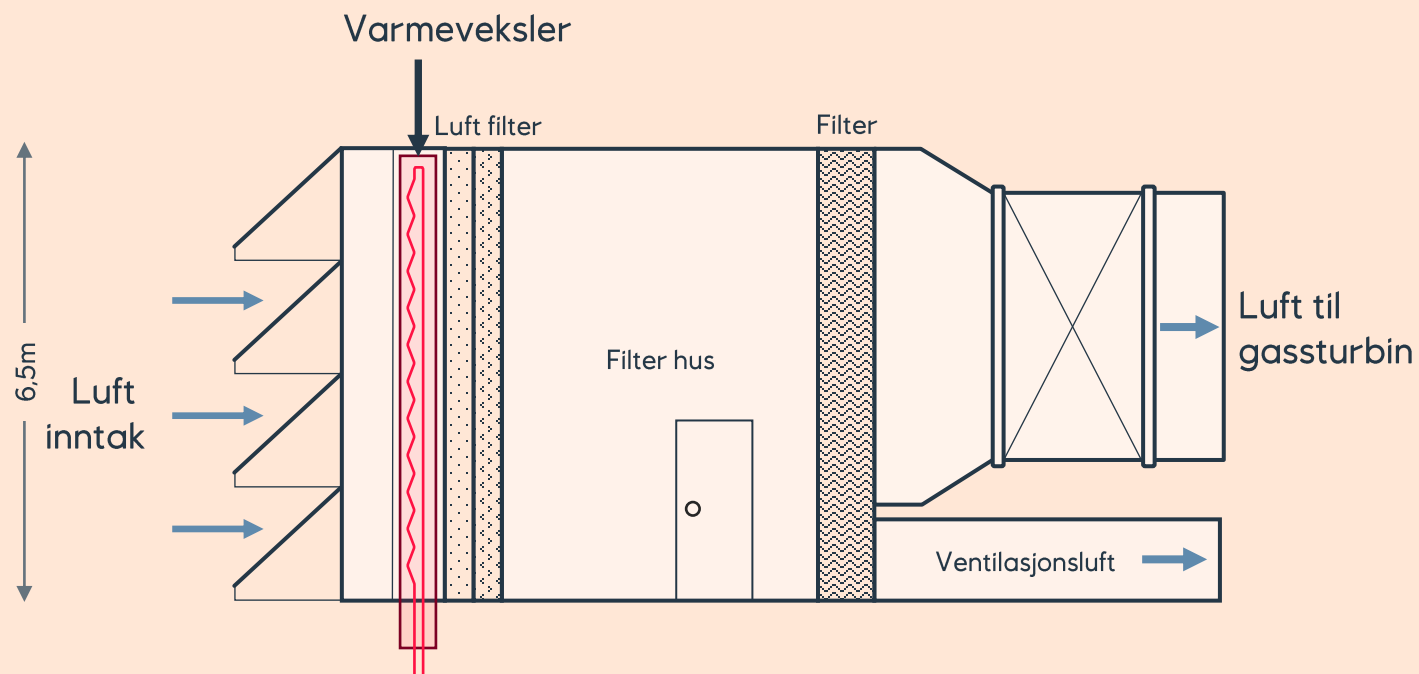 Varmeveksler
Luft filter
Filter
6,5m
Luft
inntak
Filter hus
Luft til
gassturbin
Ventilasjonsluft